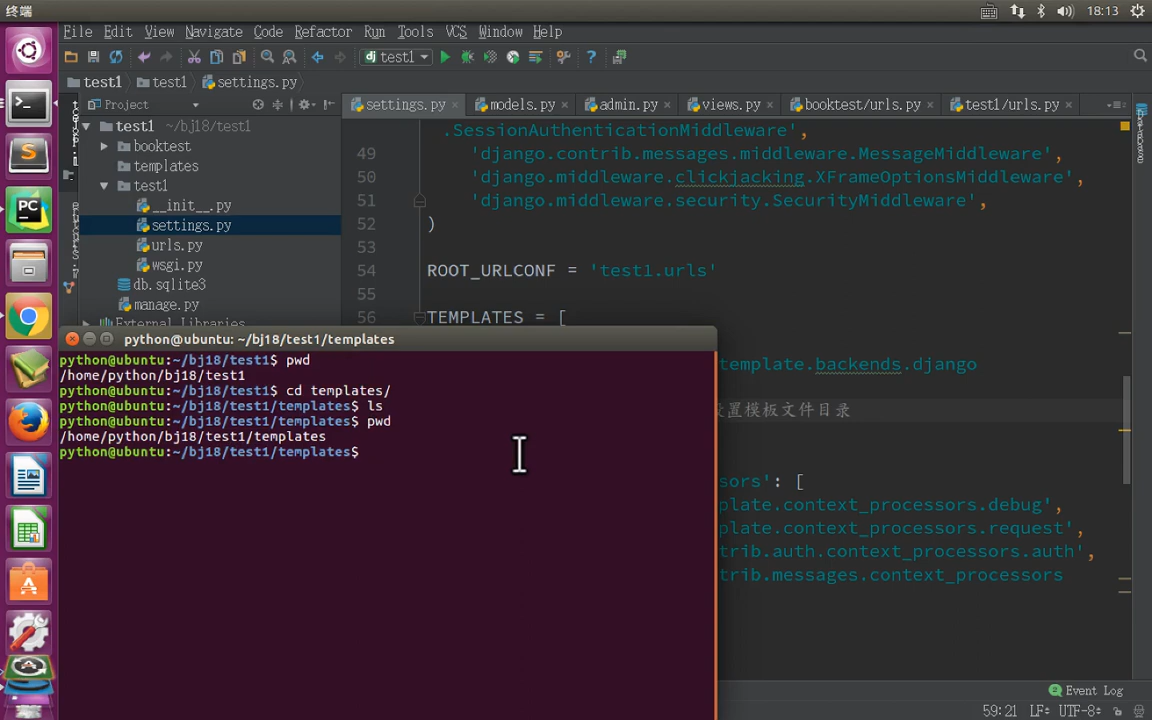 终端
18:13
File Edit View Navigate Code Refactor Run Tools VCS Window Help
dj test1
test1 test1 settings.py
Project
settings.py models.py admin.py views.py booktest/urls.py test1/urls.py
test1 ~/bj18/test1
booktest
templates
test1
__init__.py
settings.py
urls.py
wsgi.py
db.sqlite3
manage.py
External Libraries
.SessionAuthenticationMiddleware',
49 'django.contrib.messages.middleware.MessageMiddleware',
50 'django.middleware.clickjacking.XFrameOptionsMiddleware',
51 'django.middleware.security.SecurityMiddleware',
52 )
53
54 ROOT_URLCONF = 'test1.urls'
55
56 TEMPLATES = [
template.backends.django
置模板文件目录
sors': [
plate.context_processors.debug',
plate.context_processors.request',
trib.auth.context_processors.auth',
trib.messages.context_processors
python@ubuntu: ~/bj18/test1/templates
python@ubuntu:~/bj18/test1$ pwd
/home/python/bj18/test1
python@ubuntu:~/bj18/test1$ cd templates/
python@ubuntu:~/bj18/test1/templates$ ls
python@ubuntu:~/bj18/test1/templates$ pwd
/home/python/bj18/test1/templates
python@ubuntu:~/bj18/test1/templates$
Event Log
59:21 LF÷ UTF-8÷